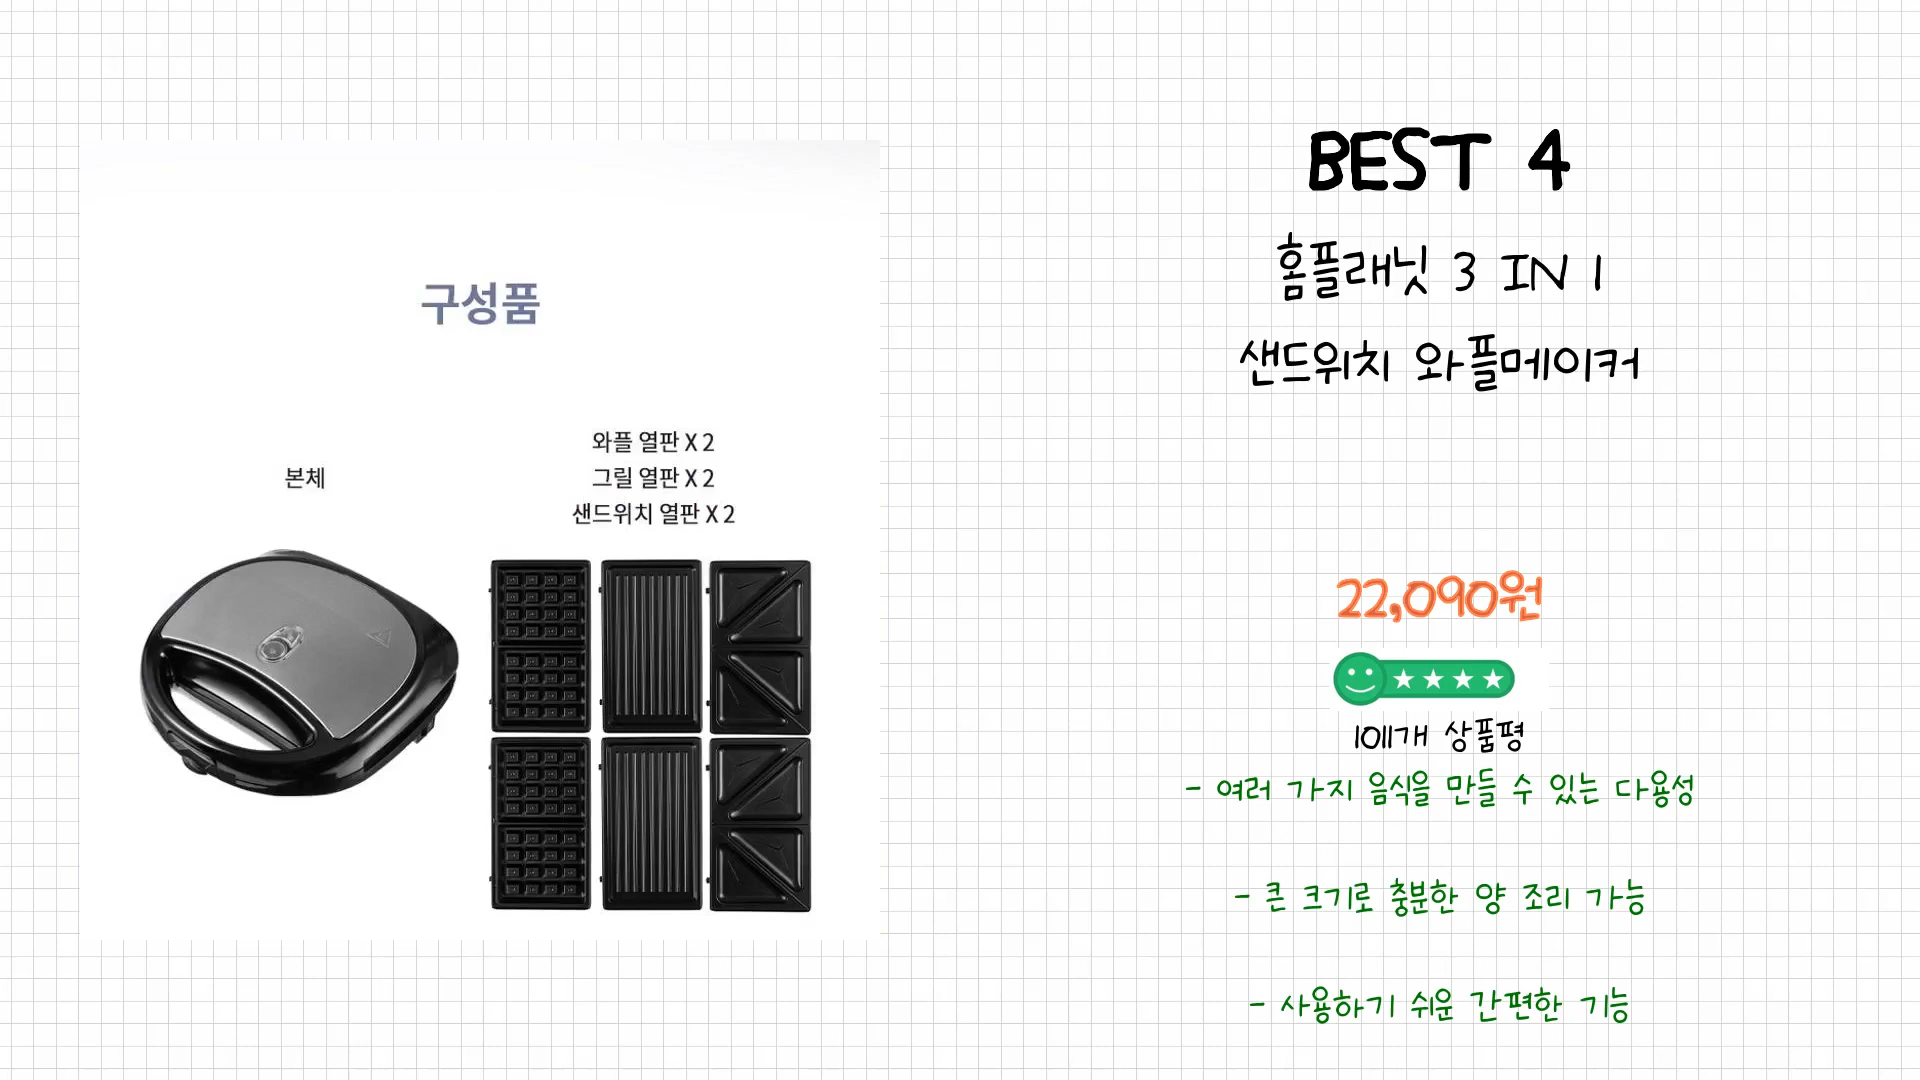 구성품
본체
와플 열판 X 2
그릴 열판 X 2
샌드위치 열판 X 2
BEST 4
홈플래닛 3 IN 1
샌드위치 와플메이커
22,090원
1011개 상품평
- 여러 가지 음식을 만들 수 있는 다용성
- 큰 크기로 충분한 양 조리 가능
- 사용하기 쉬운 간편한 기능